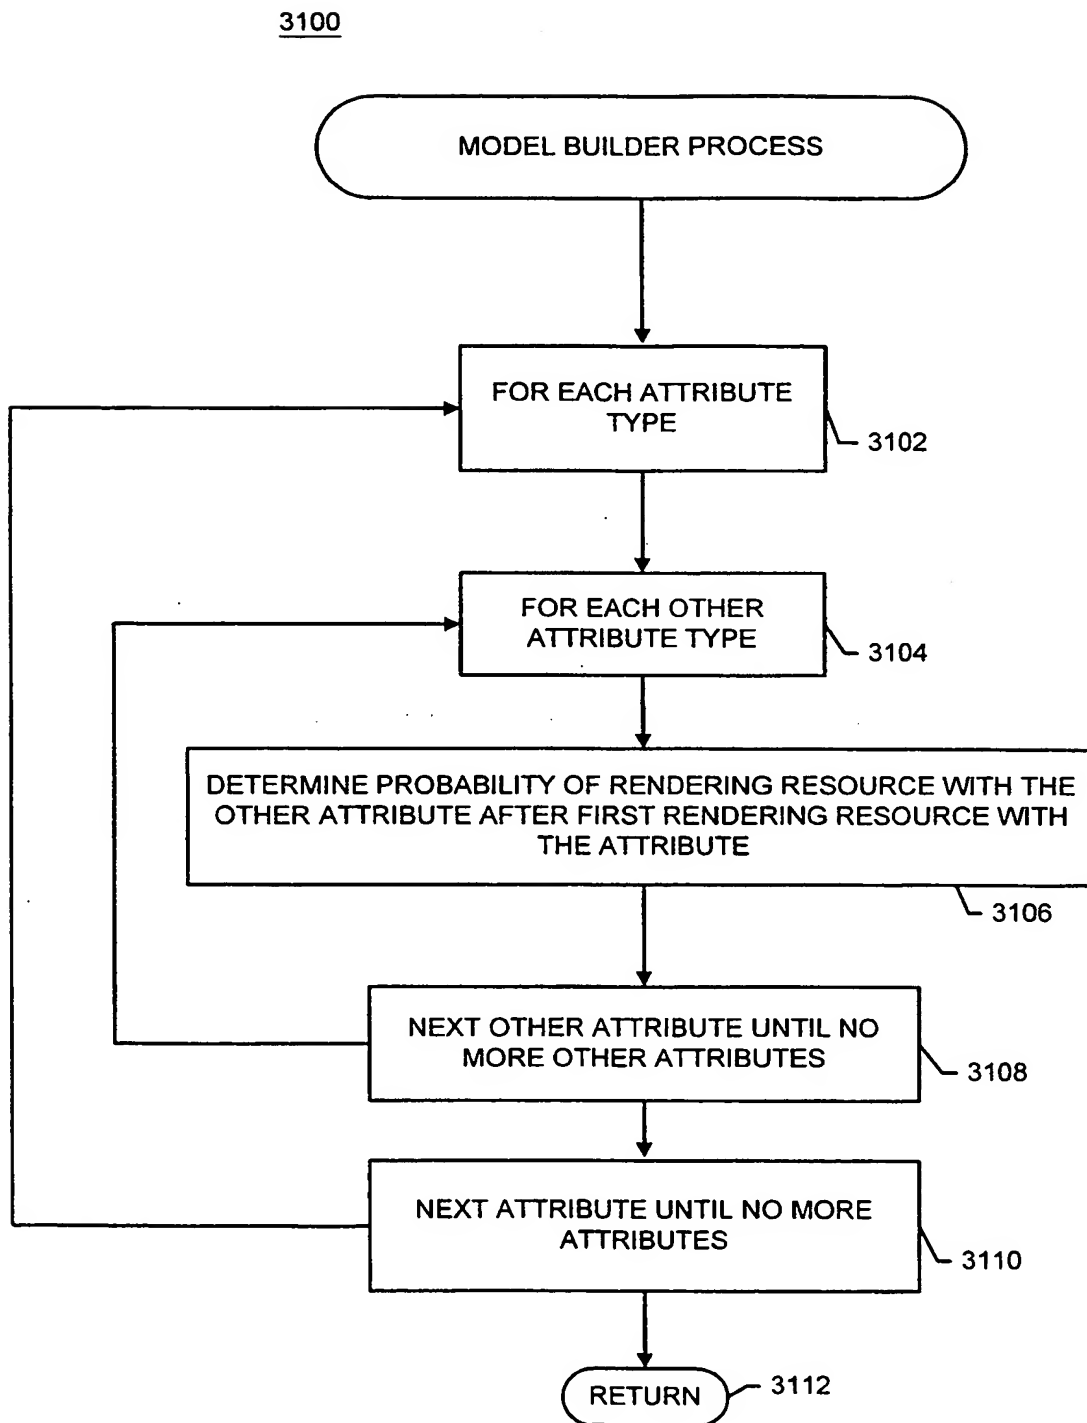 3100
MODEL BUILDER PROCESS
FOR EACH ATTRIBUTE
TYPE
3102
FOR EACH OTHER
ATTRIBUTE TYPE
3104
DETERMINE PROBABILITY OF RENDERING RESOURCE WITH THE
OTHER ATTRIBUTE AFTER FIRST RENDERING RESOURCE WITH
THE ATTRIBUTE
3106
NEXT OTHER ATTRIBUTE UNTIL NO
MORE OTHER ATTRIBUTES
3108
NEXT ATTRIBUTE UNTIL NO MORE
ATTRIBUTES
3110
RETURN
3112